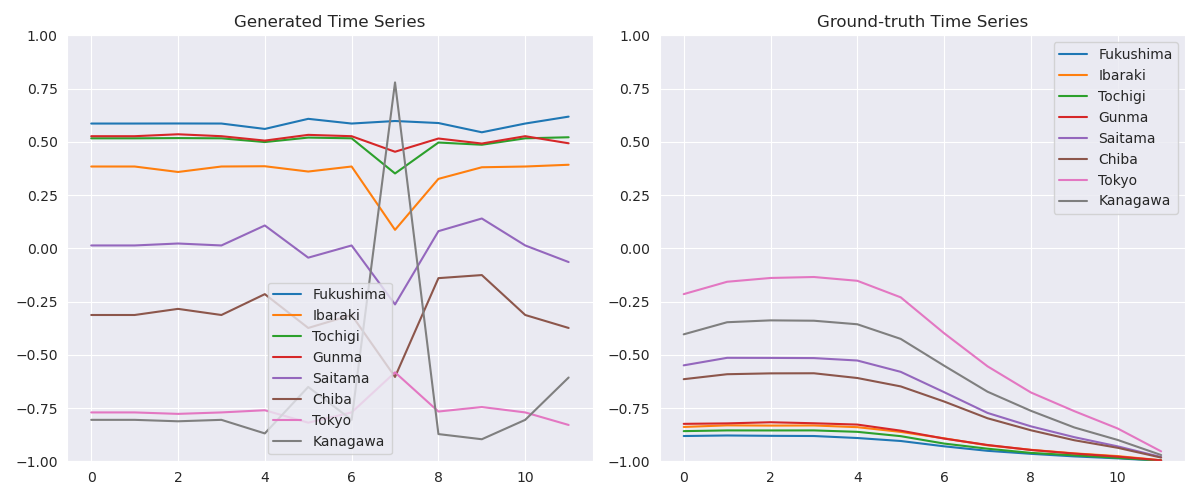 Generated Time Series
1.00
0.75
0.50
0.25
0.00
−0.25
−0.50
−0.75
−1.00
0 2 4 6 8 10
Fukushima
Ibaraki
Tochigi
Gunma
Saitama
Chiba
Tokyo
Kanagawa
Ground-truth Time Series
1.00
0.75
0.50
0.25
0.00
−0.25
−0.50
−0.75
−1.00
0 2 4 6 8 10
Fukushima
Ibaraki
Tochigi
Gunma
Saitama
Chiba
Tokyo
Kanagawa